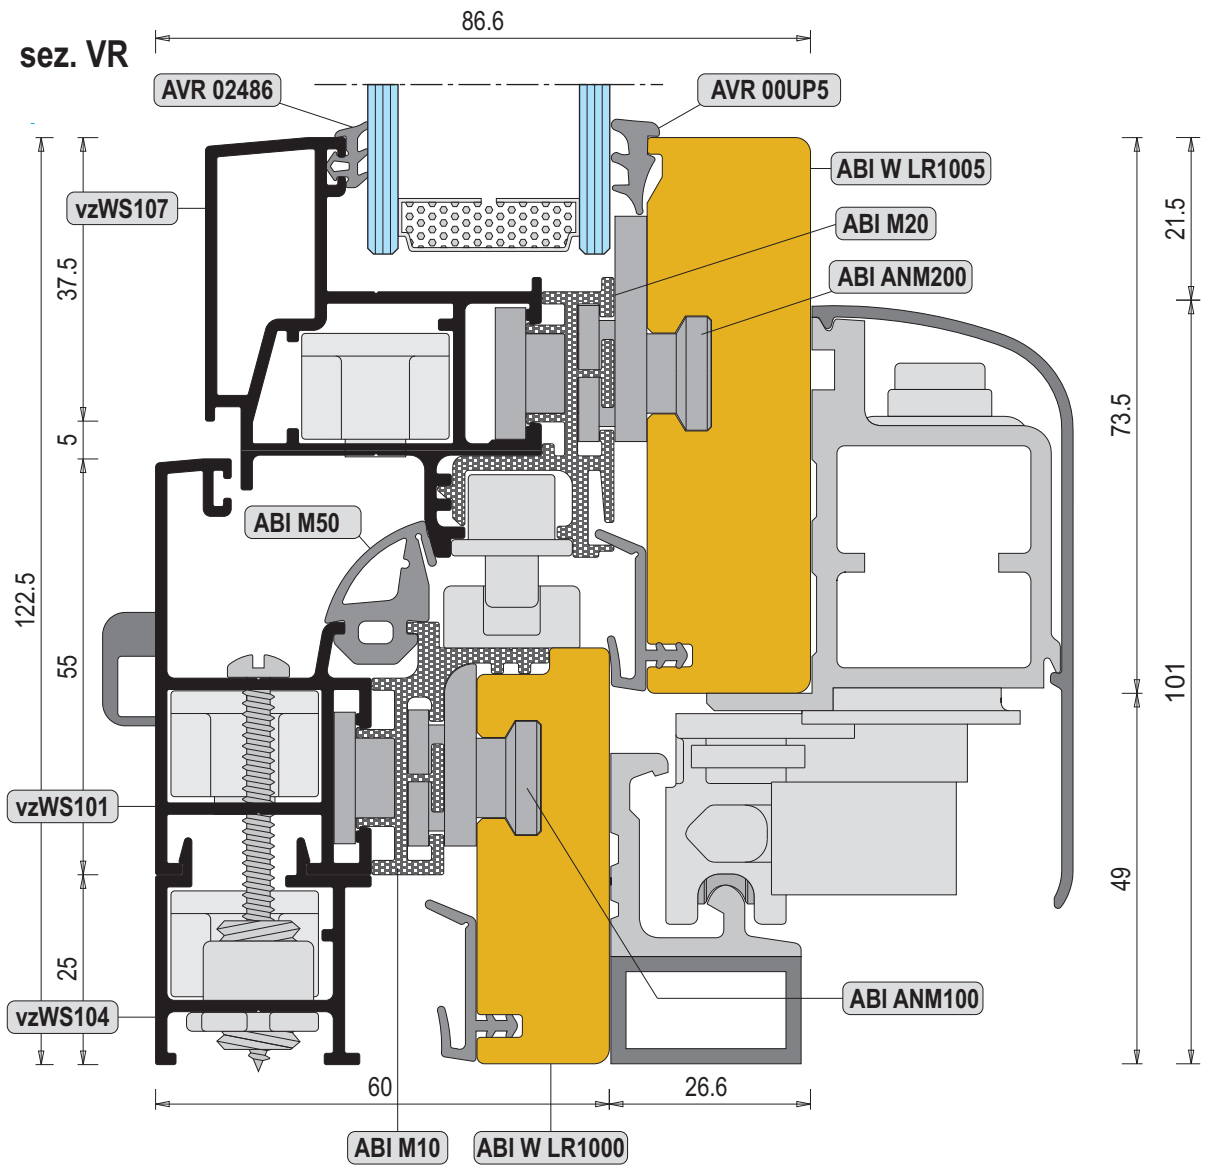 86.6
sez. VR
AVR 02486
AVR 00UP5
ABI W LR1005
vzWS107
ABI M20
21.5
37.5
ABI ANM200
73.5
5
ABI M50
122.5
55
101
vzWS101
49
25
ABI ANM100
vzWS104
60
26.6
ABI M10
ABI W LR1000